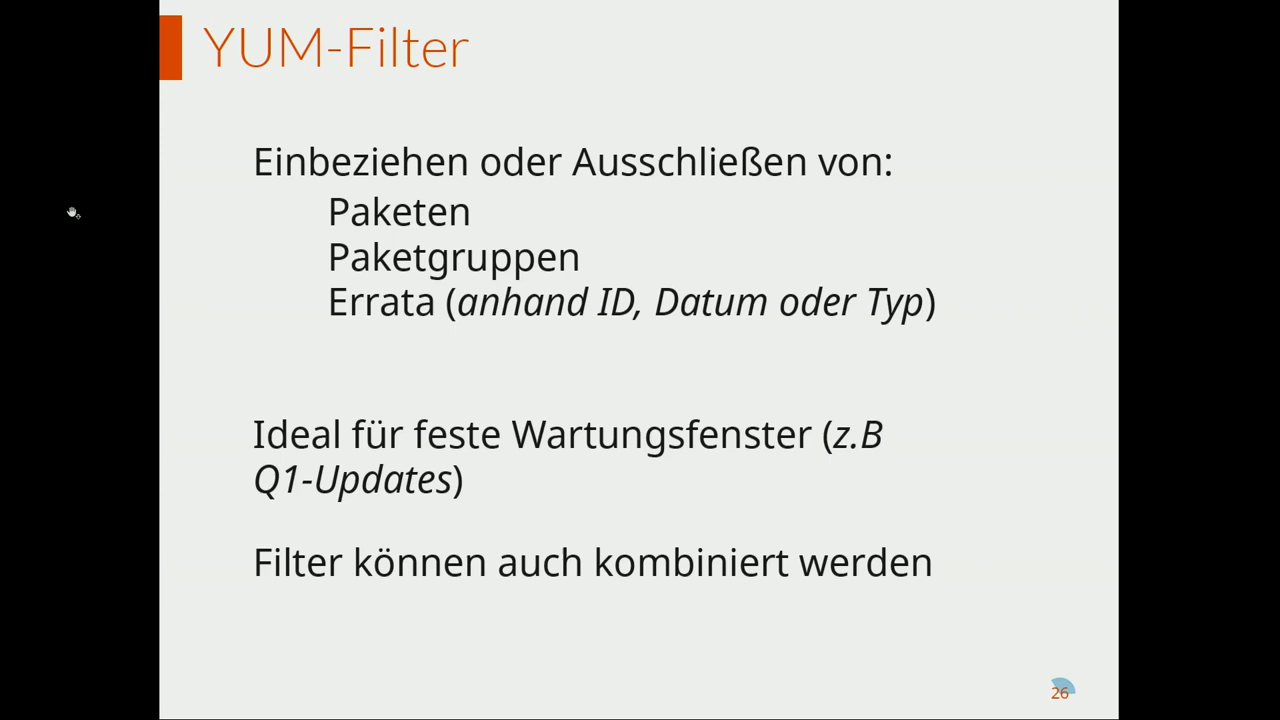 YUM-Filter
Einbeziehen oder Ausschließen von:
Paketen
Paketgruppen
Errata (anhand ID, Datum oder Typ)
Ideal für feste Wartungsfenster (z.B
Q1-Updates)
Filter können auch kombiniert werden
26